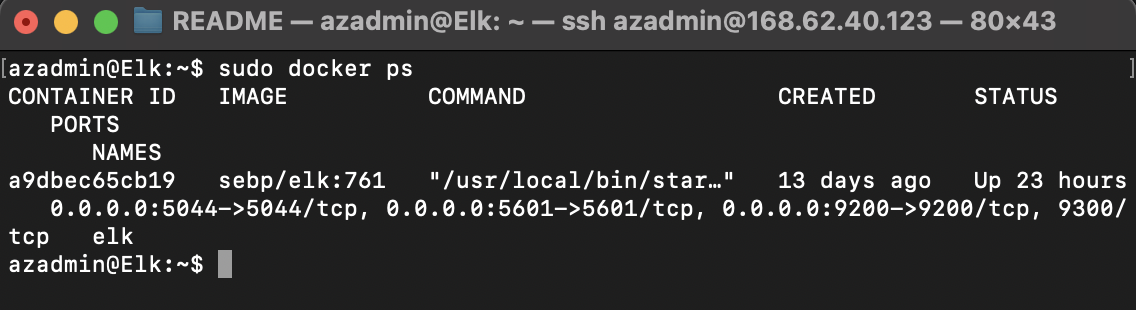 README — azadmin@Elk: ~ — ssh azadmin@168.62.40.123 — 80×43
[azadmin@Elk:~$ sudo docker ps ]
CONTAINER ID   IMAGE          COMMAND                  CREATED       STATUS
   PORTS
      NAMES
a9dbec65cb19   sebp/elk:761   "/usr/local/bin/star…"   13 days ago   Up 23 hours
   0.0.0.0:5044->5044/tcp, 0.0.0.0:5601->5601/tcp, 0.0.0.0:9200->9200/tcp, 9300/
tcp   elk
azadmin@Elk:~$